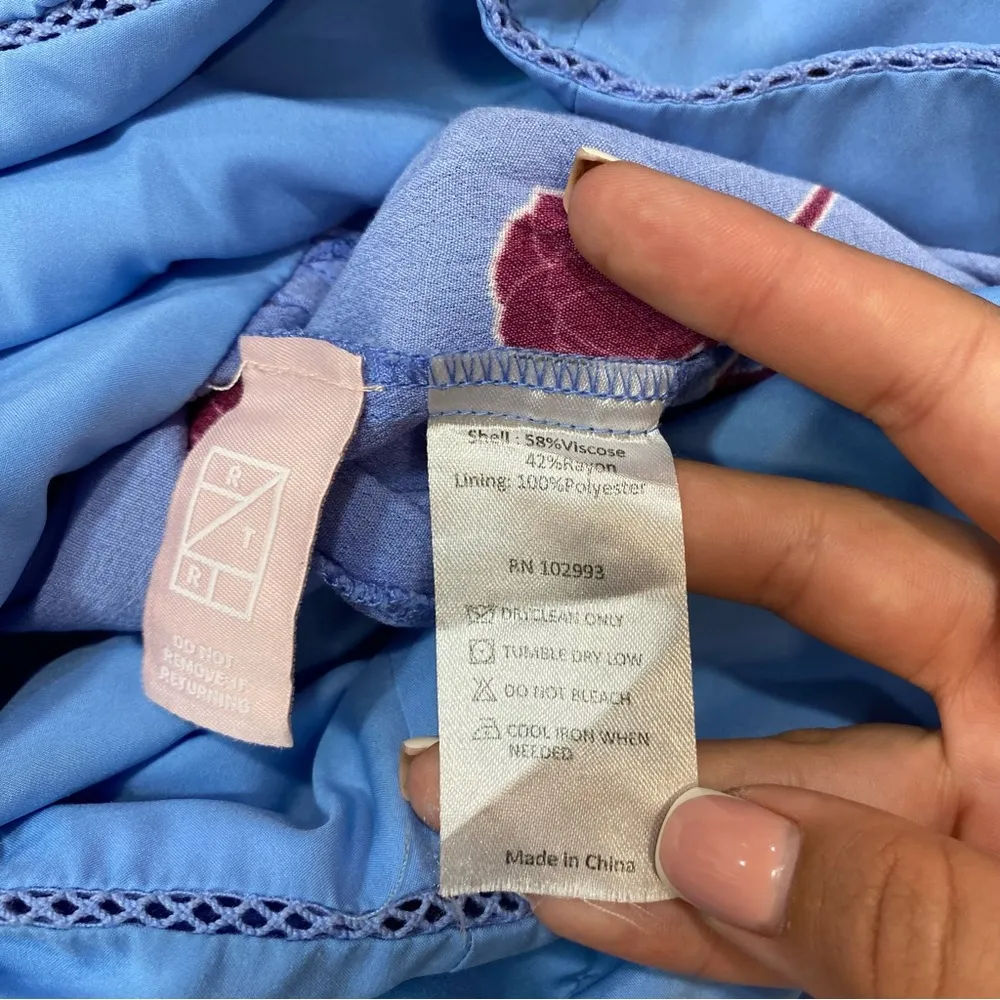 R
T
R
DO NOT
REMOVE IF
RETURNING
Shell : 58%Viscose
42%Rayon
Lining: 100%Polyester
RN 102993
DRYCLEAN ONLY
TUMBLE DRY LOW
DO NOT BLEACH
COOL IRON WHEN
NEEDED
Made in China